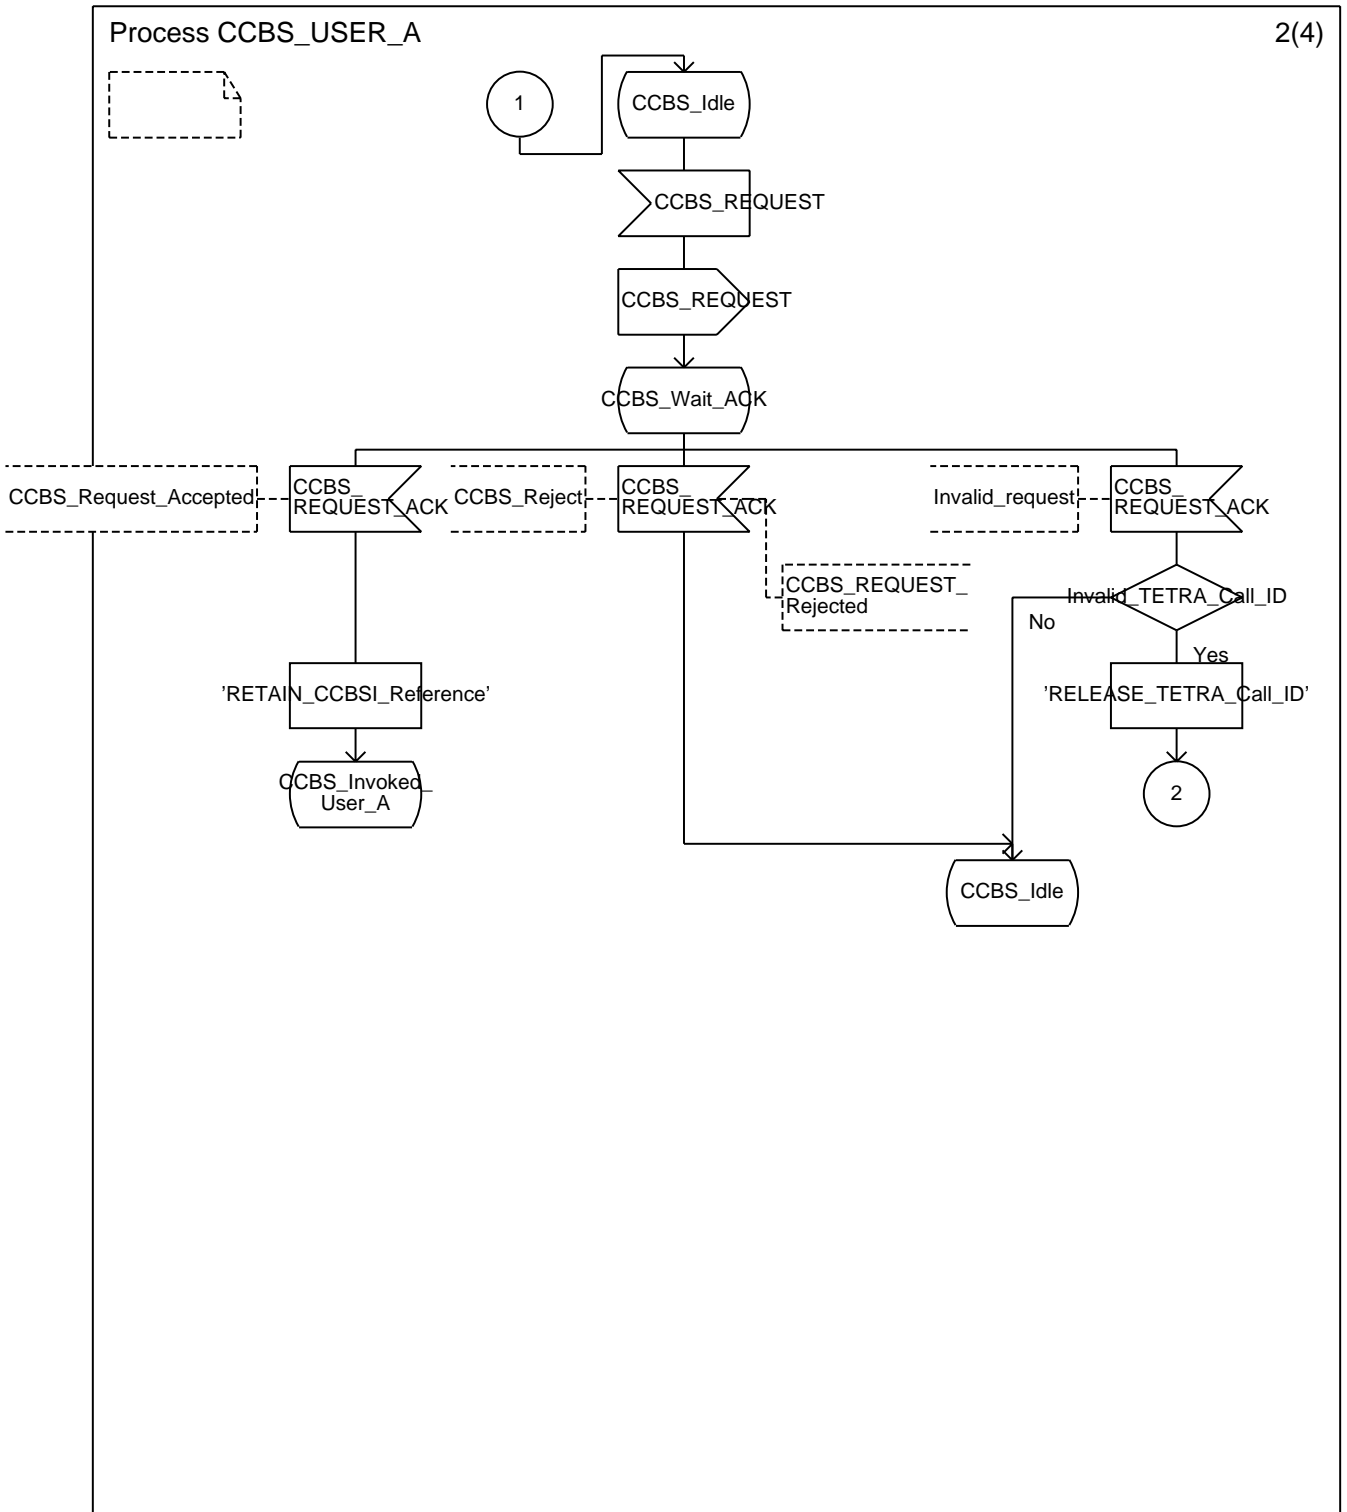 Process CCBS_USER_A
2(4)
1
CCBS_Idle
CCBS_REQUEST
CCBS_REQUEST
CCBS_Wait_ACK
CCBS_Request_Accepted
CCBS_
REQUEST_ACK
CCBS_Reject
CCBS_
REQUEST_ACK
Invalid_request
CCBS_
REQUEST_ACK
CCBS_REQUEST_
Rejected
Invalid_TETRA_Call_ID
No
Yes
’RETAIN_CCBSI_Reference’
’RELEASE_TETRA_Call_ID’
CCBS_Invoked_
User_A
2
CCBS_Idle